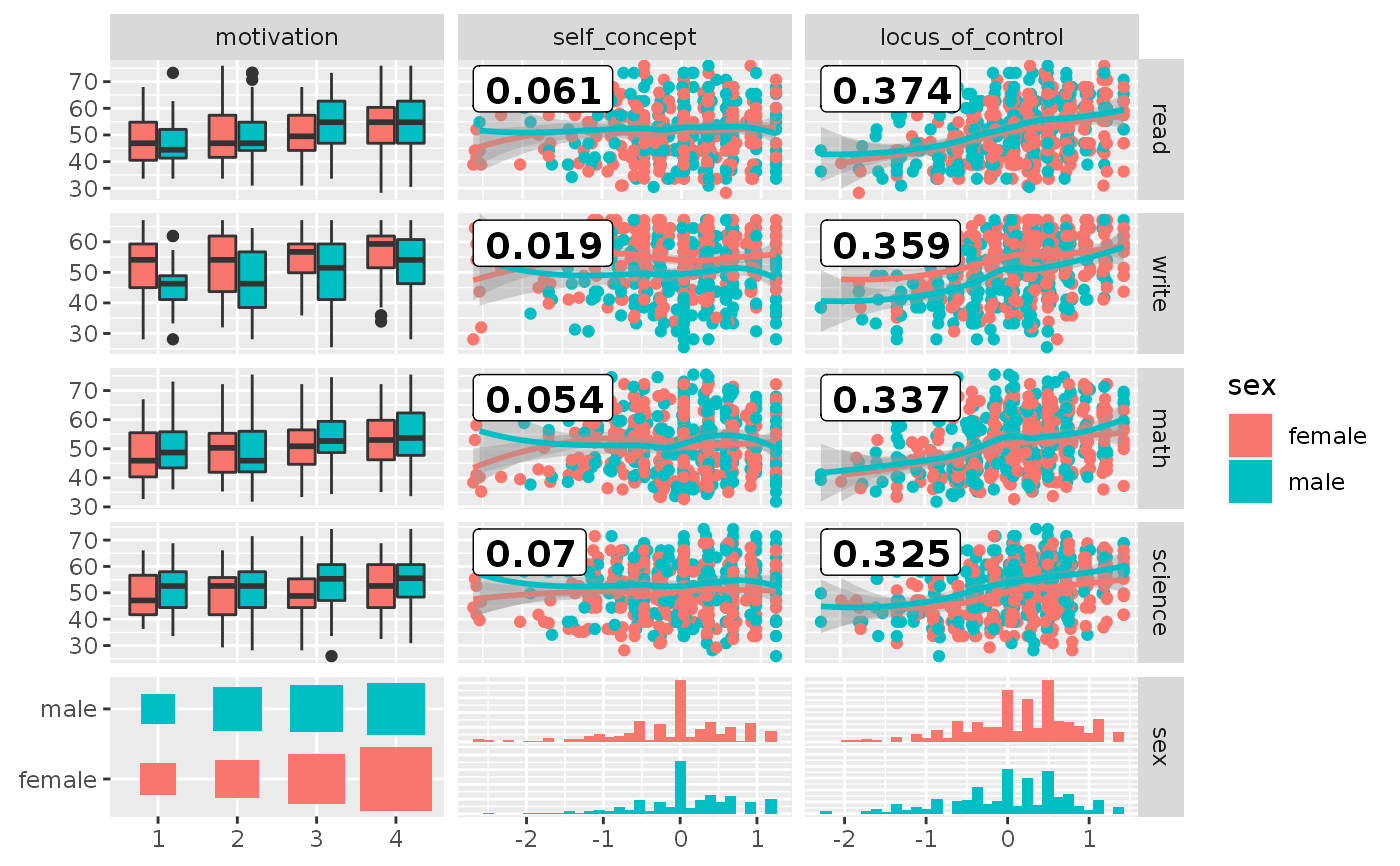 motivation self_concept locus_of_control
70
60
50
40
30
0.061 0.374
read
60
50
40
30
0.019 0.359
write
70
60
50
40
30
0.054 0.337
math
70
60
50
40
30
0.07 0.325
science
male
female
sex
1 2 3 4 -2 -1 0 1 -2 -1 0 1
sex
female
male